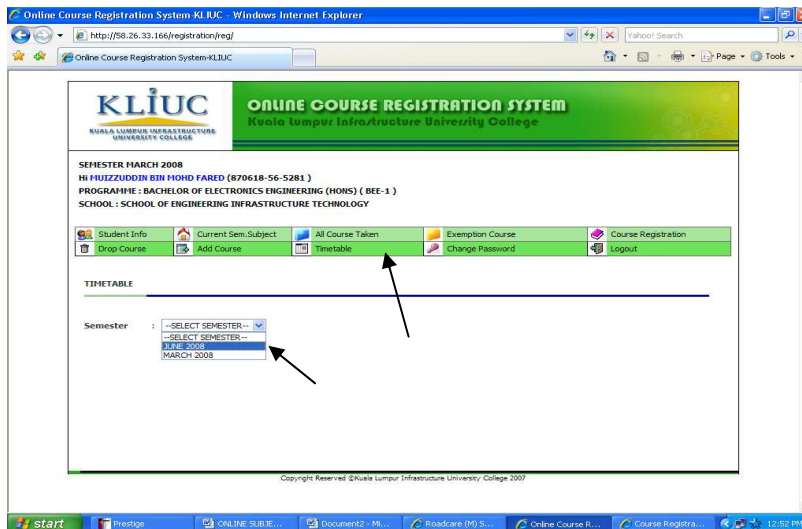 Online Course Registration System-KLIUC - Windows Internet Explorer
http://58.26.33.166/registration/reg/
Yahoo! Search
Online Course Registration System-KLIUC
Page
Tools
KLIUC
KUALA LUMPUR INFRASTRUCTURE
UNIVERSITY COLLEGE
ONLINE COURSE REGISTRATION SYSTEM
Kuala Lumpur Infrastructure University College
SEMESTER MARCH 2008
Hi MUIZZUDDIN BIN MOHD FARED (870618-56-5281 )
PROGRAMME : BACHELOR OF ELECTRONICS ENGINEERING (HONS) ( BEE-1 )
SCHOOL : SCHOOL OF ENGINEERING INFRASTRUCTURE TECHNOLOGY
Student Info
Current Sem.Subject
All Course Taken
Exemption Course
Course Registration
Drop Course
Add Course
Timetable
Change Password
Logout
TIMETABLE
Semester : --SELECT SEMESTER--
--SELECT SEMESTER--
JUNE 2008
MARCH 2008
Copyright Reserved ©Kuala Lumpur Infrastructure University College 2007
start
Prestige
ONLINE SUBJE...
Document2 - Mi...
Roadcare (M) S...
Online Course R...
Course Registra...
12:52 PM